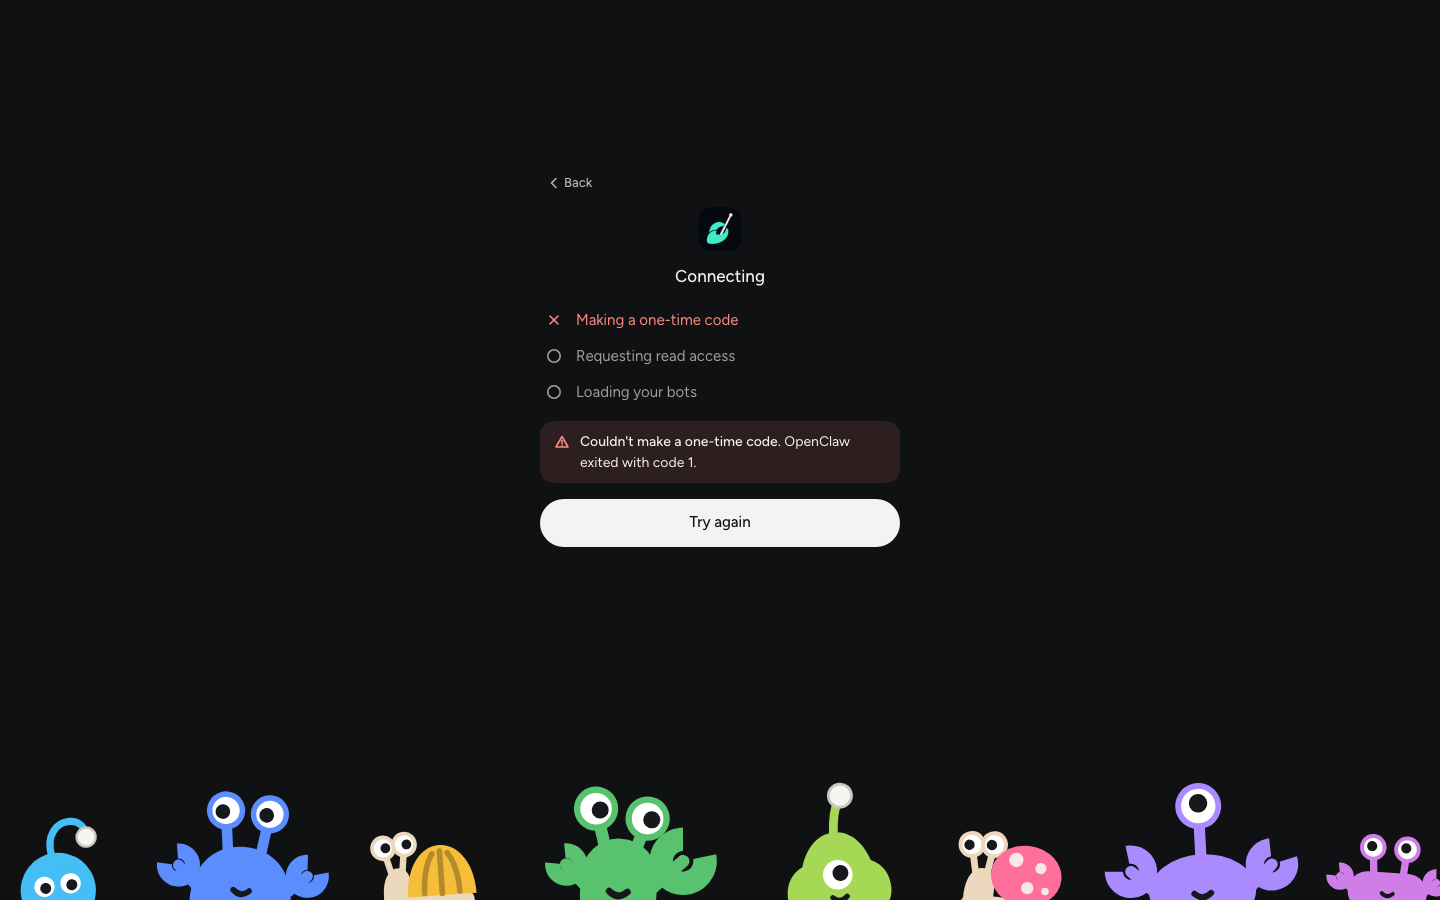 Back
Connecting
Making a one-time code
Requesting read access
Loading your bots
Couldn't make a one-time code. OpenClaw
exited with code 1.
Try again